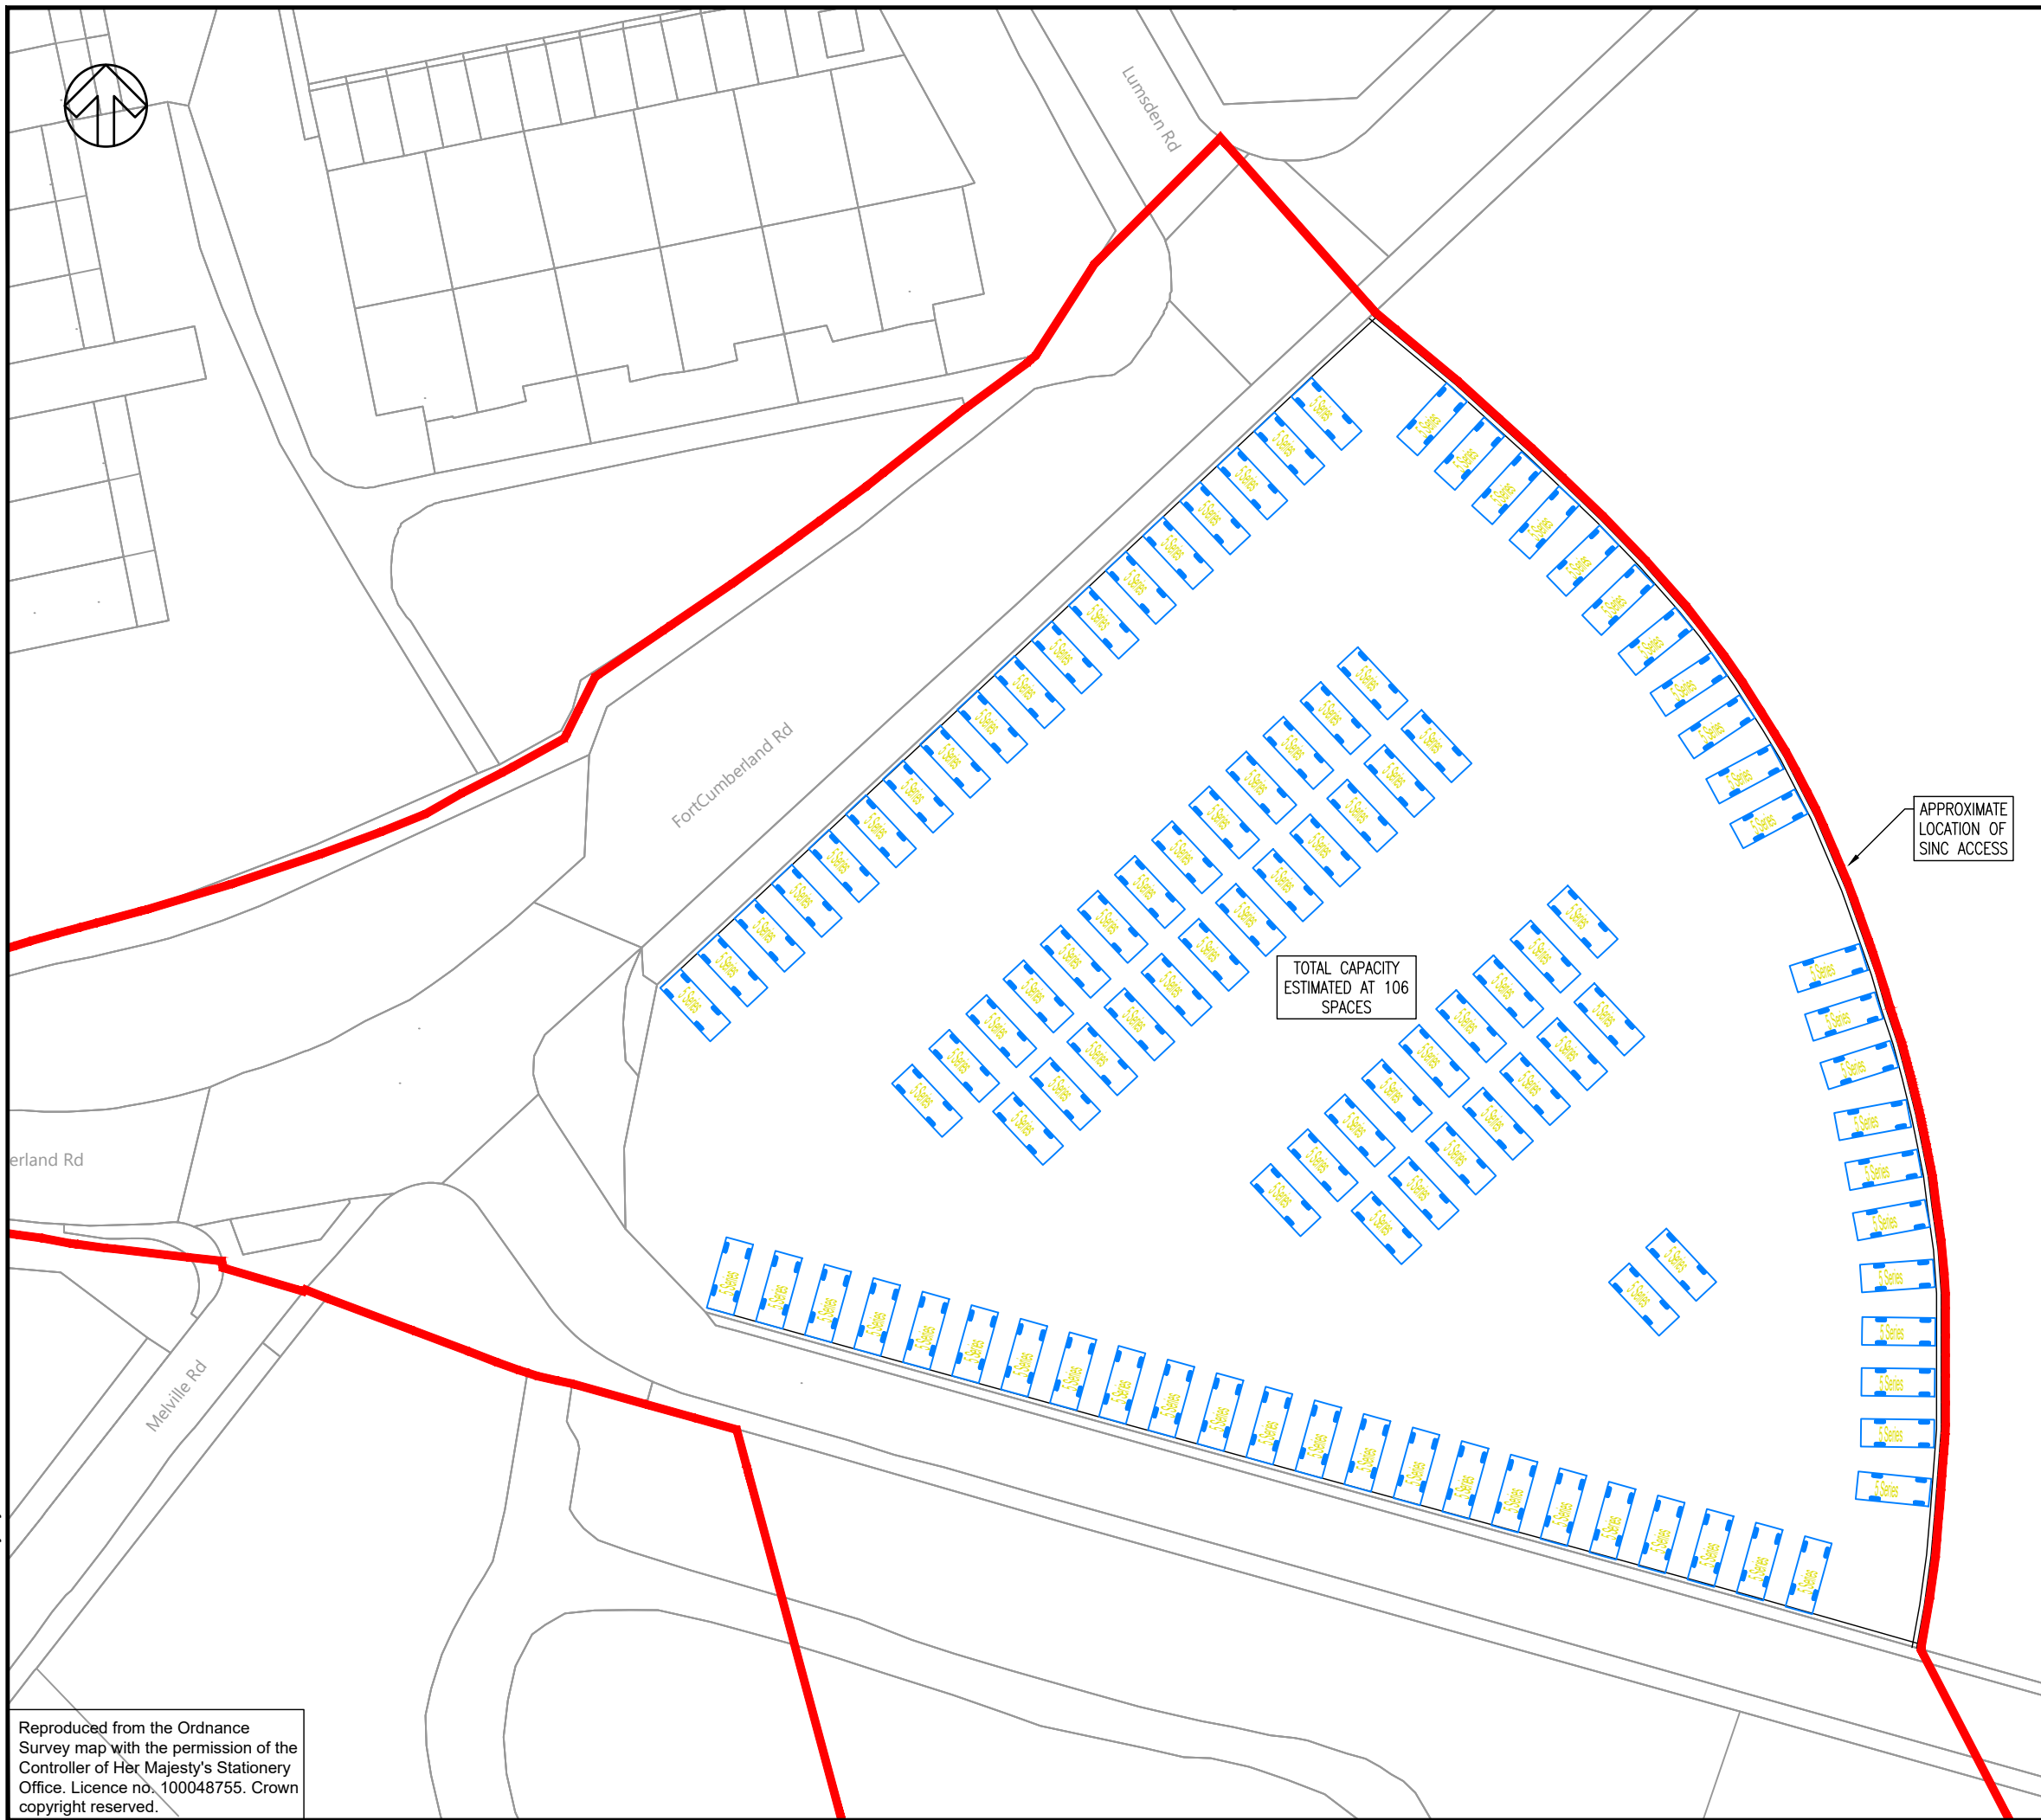 Lumsden Rd
FortCumberland Rd
APPROXIMATE
LOCATION OF
SINC ACCESS
TOTAL CAPACITY
ESTIMATED AT 106
SPACES
erland Rd
Melville Rd
5 Series
Reproduced from the Ordnance
Survey map with the permission of the
Controller of Her Majesty's Stationery
Office. Licence no. 100048755. Crown
copyright reserved.